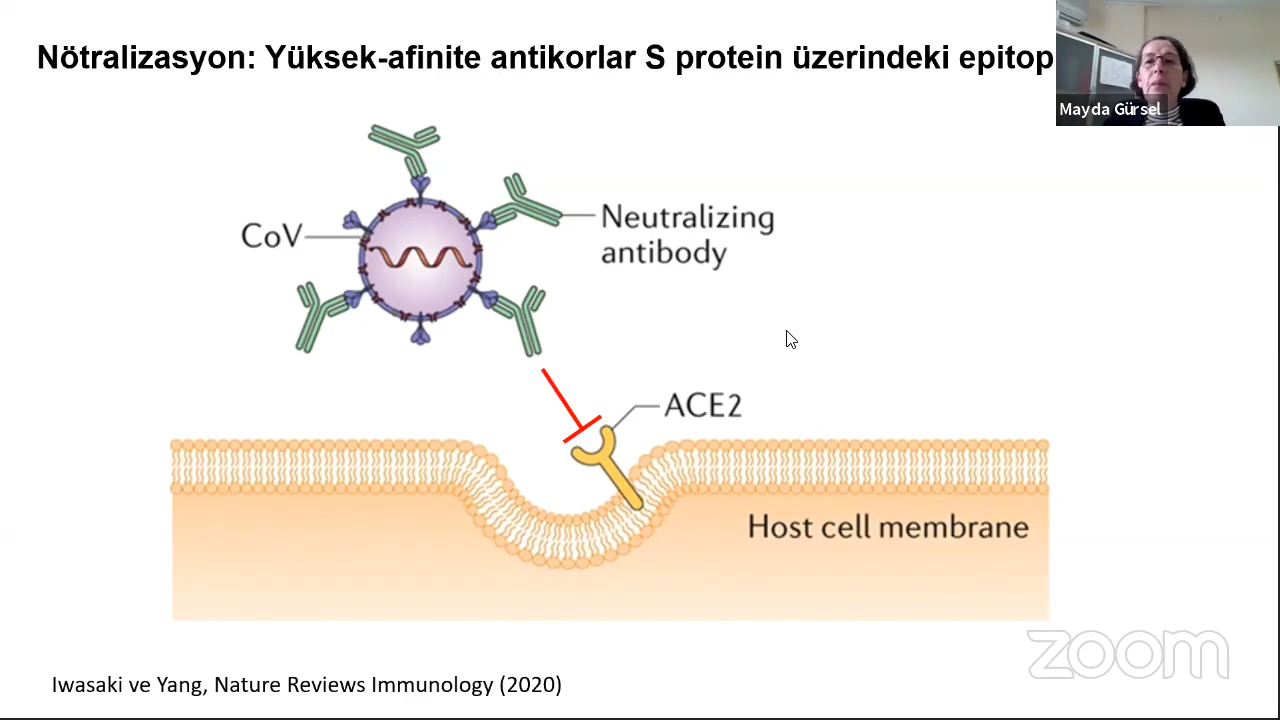 Nötralizasyon: Yüksek-afinite antikorlar S protein üzerindeki epitop
Mayda Gürsel
CoV
Neutralizing
antibody
ACE2
Host cell membrane
zoom
Iwasaki ve Yang, Nature Reviews Immunology (2020)